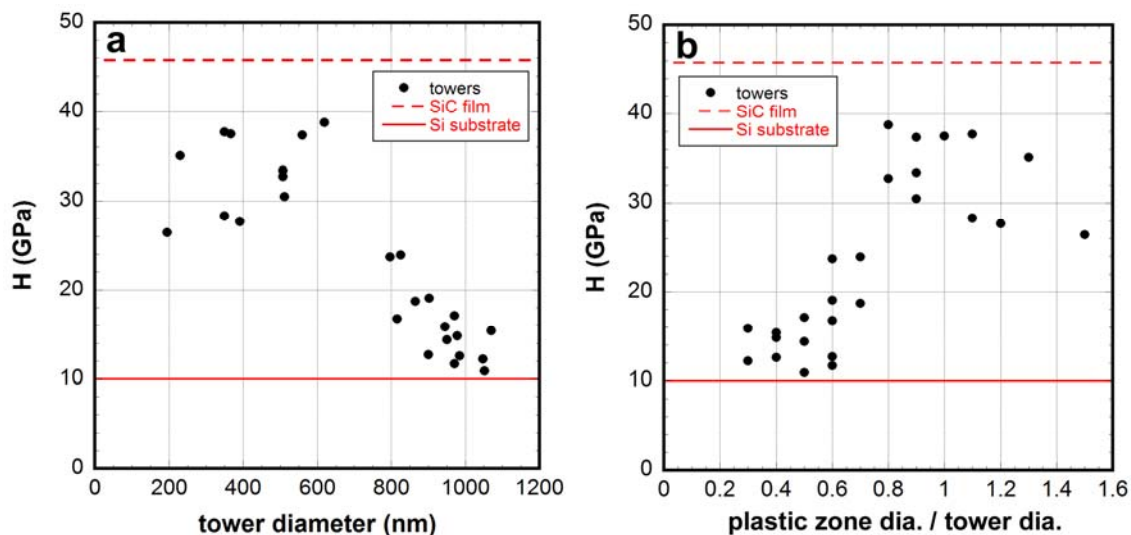 a
50
40
30
20
10
0
H (GPa)
towers
SiC film
Si substrate
0 200 400 600 800 1000 1200
tower diameter (nm)
b
50
40
30
20
10
0
H (GPa)
towers
SiC film
Si substrate
0 0.2 0.4 0.6 0.8 1 1.2 1.4 1.6
plastic zone dia. / tower dia.